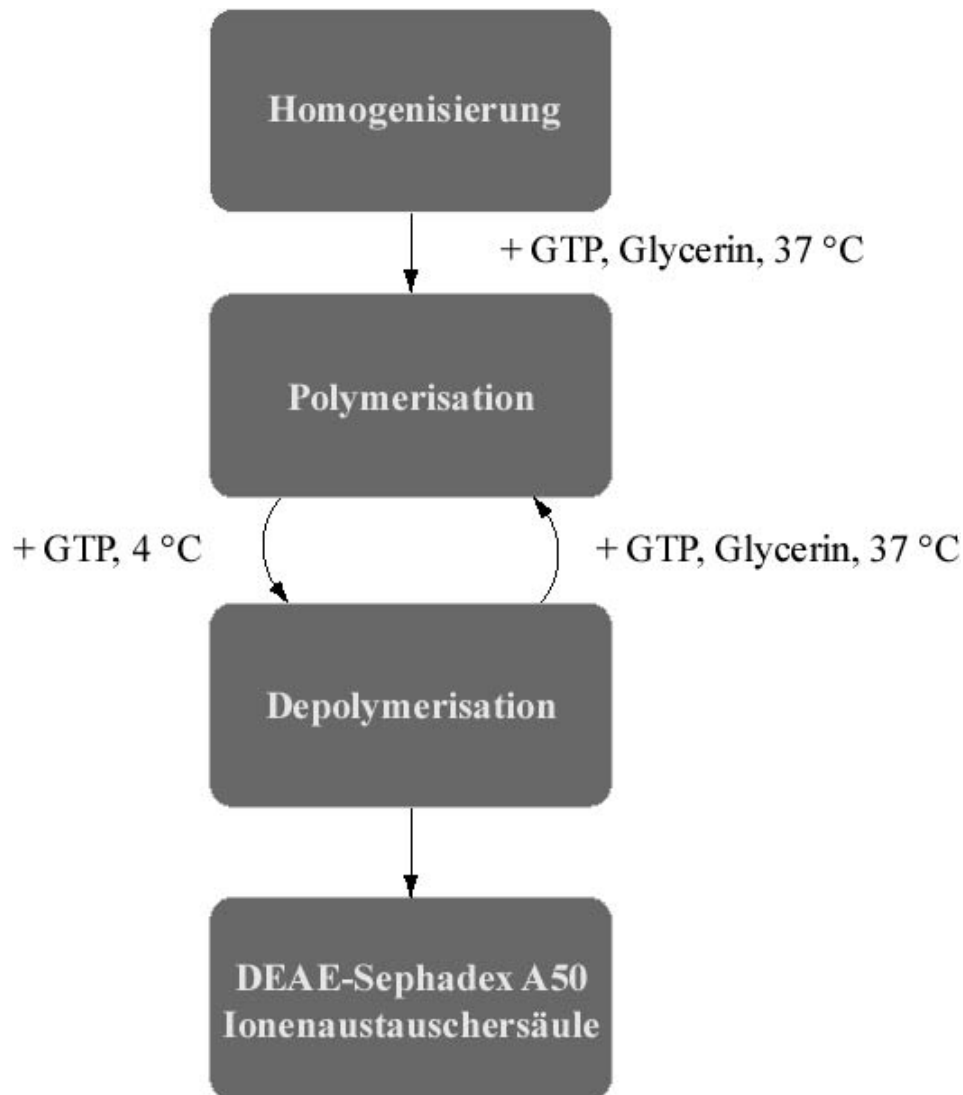 Homogenisierung
+ GTP, Glycerin, 37 °C
Polymerisation
+ GTP, 4 °C
+ GTP, Glycerin, 37 °C
Depolymerisation
DEAE-Sephadex A50
Ionenaustauschersäule